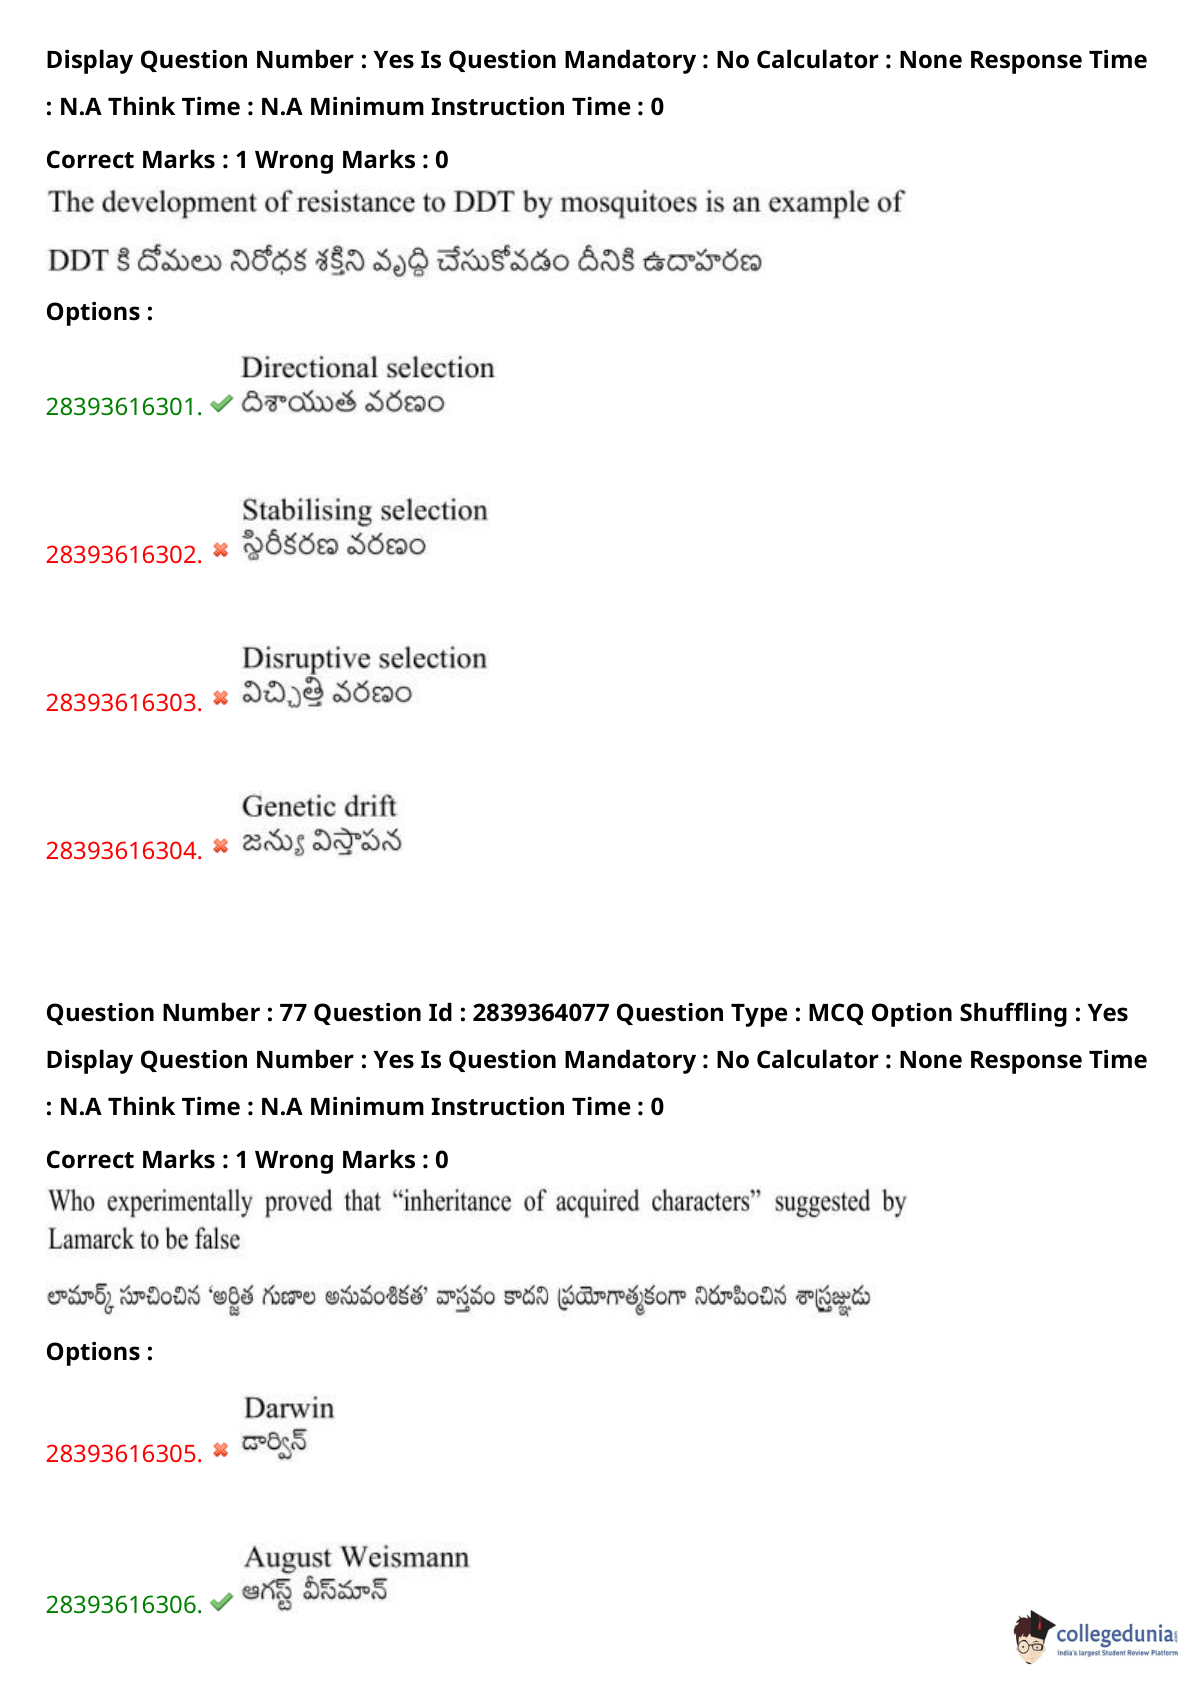 Display Question Number : Yes Is Question Mandatory : No Calculator : None Response Time
: N.A Think Time : N.A Minimum Instruction Time : 0
Correct Marks : 1 Wrong Marks : 0
The development of resistance to DDT by mosquitoes is an example of
DDT కి దోమలు నిరోధక శక్తిని వృద్ధి చేసుకోవడం దీనికి ఉదాహరణ
Options :
Directional selection
28393616301. దిశాయుత వరణం
Stabilising selection
28393616302. స్థిరీకరణ వరణం
Disruptive selection
28393616303. విచ్ఛిత్తి వరణం
Genetic drift
28393616304. జన్యు విస్తాపన
Question Number : 77 Question Id : 2839364077 Question Type : MCQ Option Shuffling : Yes
Display Question Number : Yes Is Question Mandatory : No Calculator : None Response Time
: N.A Think Time : N.A Minimum Instruction Time : 0
Correct Marks : 1 Wrong Marks : 0
Who experimentally proved that “inheritance of acquired characters” suggested by
Lamarck to be false
లామార్క్ సూచించిన ‘అర్జిత గుణాల అనువంశికత’ వాస్తవం కాదని ప్రయోగాత్మకంగా నిరూపించిన శాస్త్రజ్ఞుడు
Options :
Darwin
28393616305. డార్విన్
August Weismann
28393616306. ఆగస్ట్ వీస్‌మాన్
collegedunia
India's largest Student Review Platform